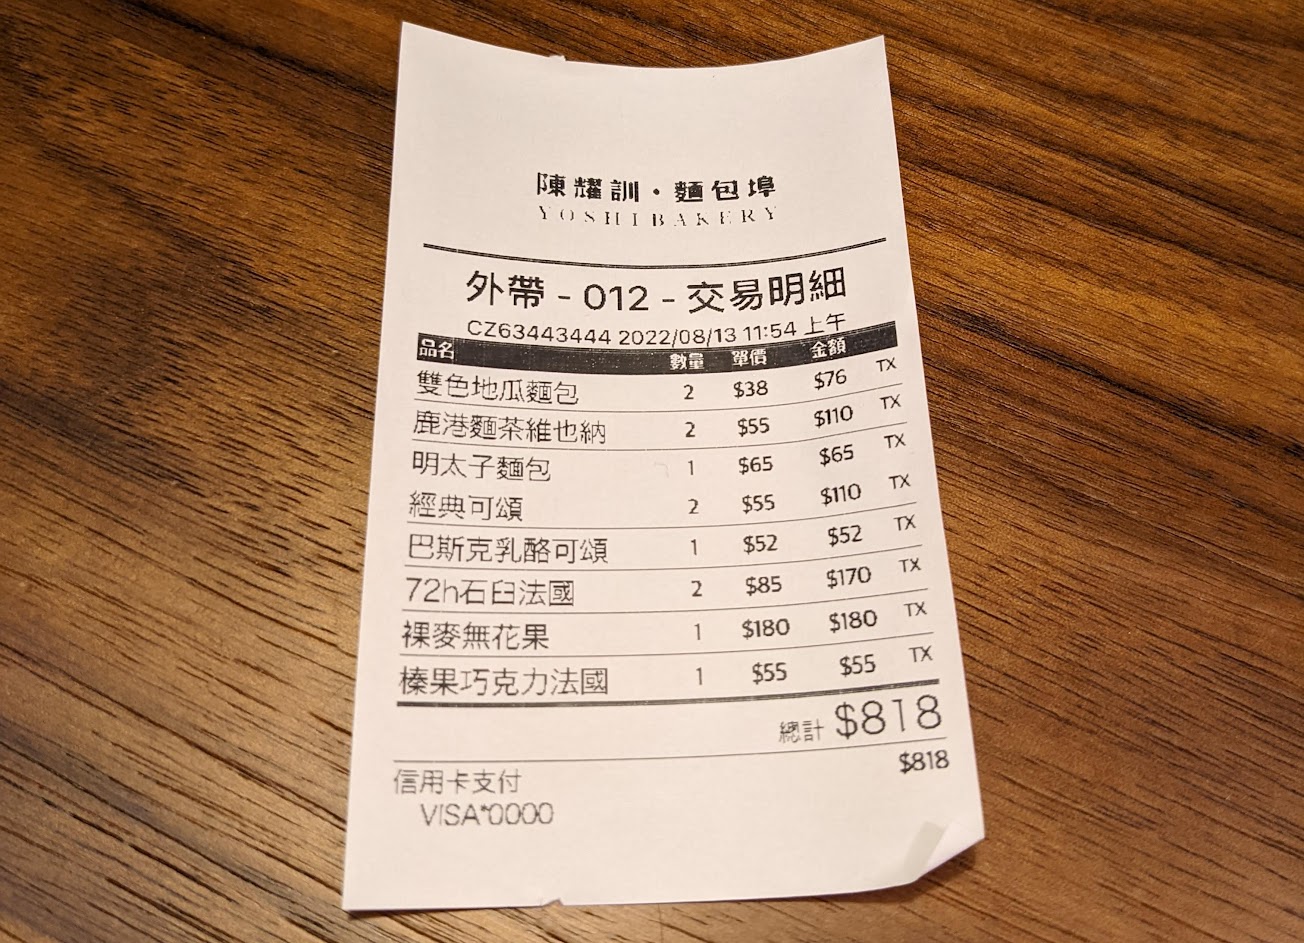 陳耀訓・麵包埠
YOSHI BAKERY
外帶 - 012 - 交易明細
CZ63443444 2022/08/13 11:54 上午
品名 數量 單價 金額
雙色地瓜麵包 2 $38 $76 TX
鹿港麵茶維也納 2 $55 $110 TX
明太子麵包 1 $65 $65 TX
經典可頌 2 $55 $110 TX
巴斯克乳酪可頌 1 $52 $52 TX
72h石臼法國 2 $85 $170 TX
裸麥無花果 1 $180 $180 TX
榛果巧克力法國 1 $55 $55 TX
總計 $818
信用卡支付 $818
VISA*0000